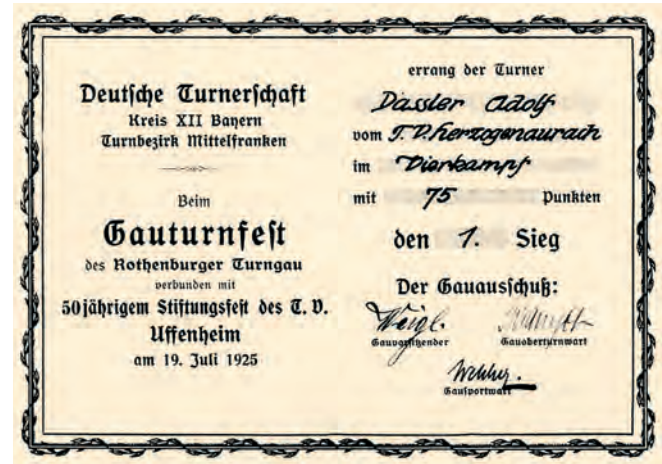 Deutsche Turnerschaft
Kreis XII Bayern
Turnbezirk Mittelfranken
Beim
Gauturnfest
des Rothenburger Turngau
verbunden mit
50jährigem Stiftungsfest des T. V.
Uffenheim
am 19. Juli 1925
errang der Turner
Dassler Adolf
vom T. V. Herzogenaurach
im Vierkampf
mit 75 Punkten
den 1. Sieg
Der Gauausschuß:
Weigl.
Gauvorsitzender Gauoberturnwart
Gausportwart